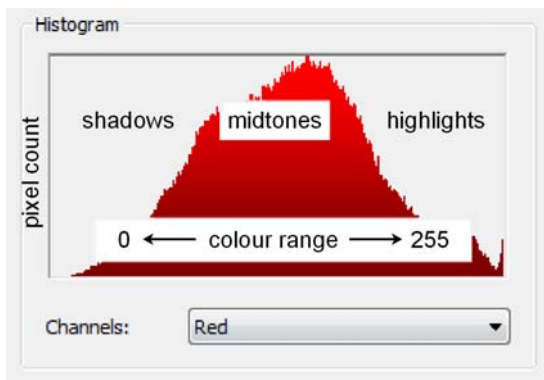 Histogram
pixel count
shadows midtones highlights
0 ← colour range → 255
Channels: Red